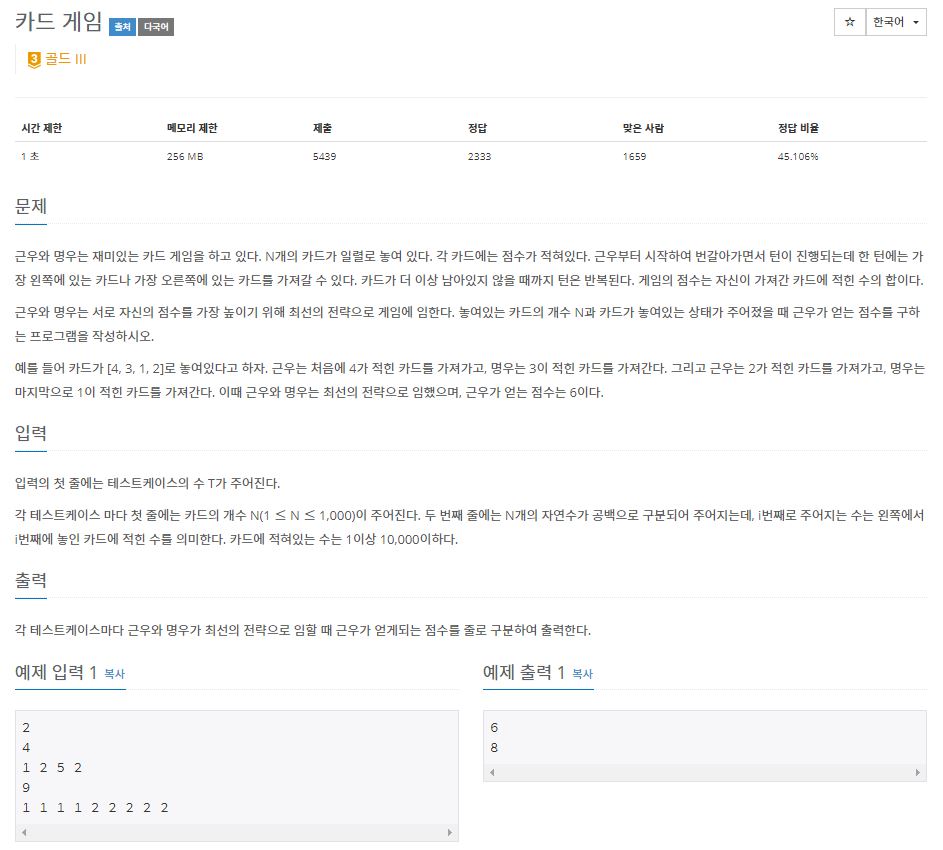 카드 게임 출처 다국어
☆ 한국어
3 골드 III
시간 제한 메모리 제한 제출 정답 맞은 사람 정답 비율
1 초 256 MB 5439 2333 1659 45.106%
문제
근우와 명우는 재미있는 카드 게임을 하고 있다. N개의 카드가 일렬로 놓여 있다. 각 카드에는 점수가 적혀있다. 근우부터 시작하여 번갈아가면서 턴이 진행되는데 한 턴에는 가
장 왼쪽에 있는 카드나 가장 오른쪽에 있는 카드를 가져갈 수 있다. 카드가 더 이상 남아있지 않을 때까지 턴은 반복된다. 게임의 점수는 자신이 가져간 카드에 적힌 수의 합이다.
근우와 명우는 서로 자신의 점수를 가장 높이기 위해 최선의 전략으로 게임에 임한다. 놓여있는 카드의 개수 N과 카드가 놓여있는 상태가 주어졌을 때 근우가 얻는 점수를 구하
는 프로그램을 작성하시오.
예를 들어 카드가 [4, 3, 1, 2]로 놓여있다고 하자. 근우는 처음에 4가 적힌 카드를 가져가고, 명우는 3이 적힌 카드를 가져간다. 그리고 근우는 2가 적힌 카드를 가져가고, 명우는
마지막으로 1이 적힌 카드를 가져간다. 이때 근우와 명우는 최선의 전략으로 임했으며, 근우가 얻는 점수는 6이다.
입력
입력의 첫 줄에는 테스트케이스의 수 T가 주어진다.
각 테스트케이스 마다 첫 줄에는 카드의 개수 N(1 ≤ N ≤ 1,000)이 주어진다. 두 번째 줄에는 N개의 자연수가 공백으로 구분되어 주어지는데, i번째로 주어지는 수는 왼쪽에서
i번째에 놓인 카드에 적힌 수를 의미한다. 카드에 적혀있는 수는 1이상 10,000이하다.
출력
각 테스트케이스마다 근우와 명우가 최선의 전략으로 임할 때 근우가 얻게되는 점수를 줄로 구분하여 출력한다.
예제 입력 1 복사
2
4
1 2 5 2
9
1 1 1 1 2 2 2 2 2
예제 출력 1 복사
6
8